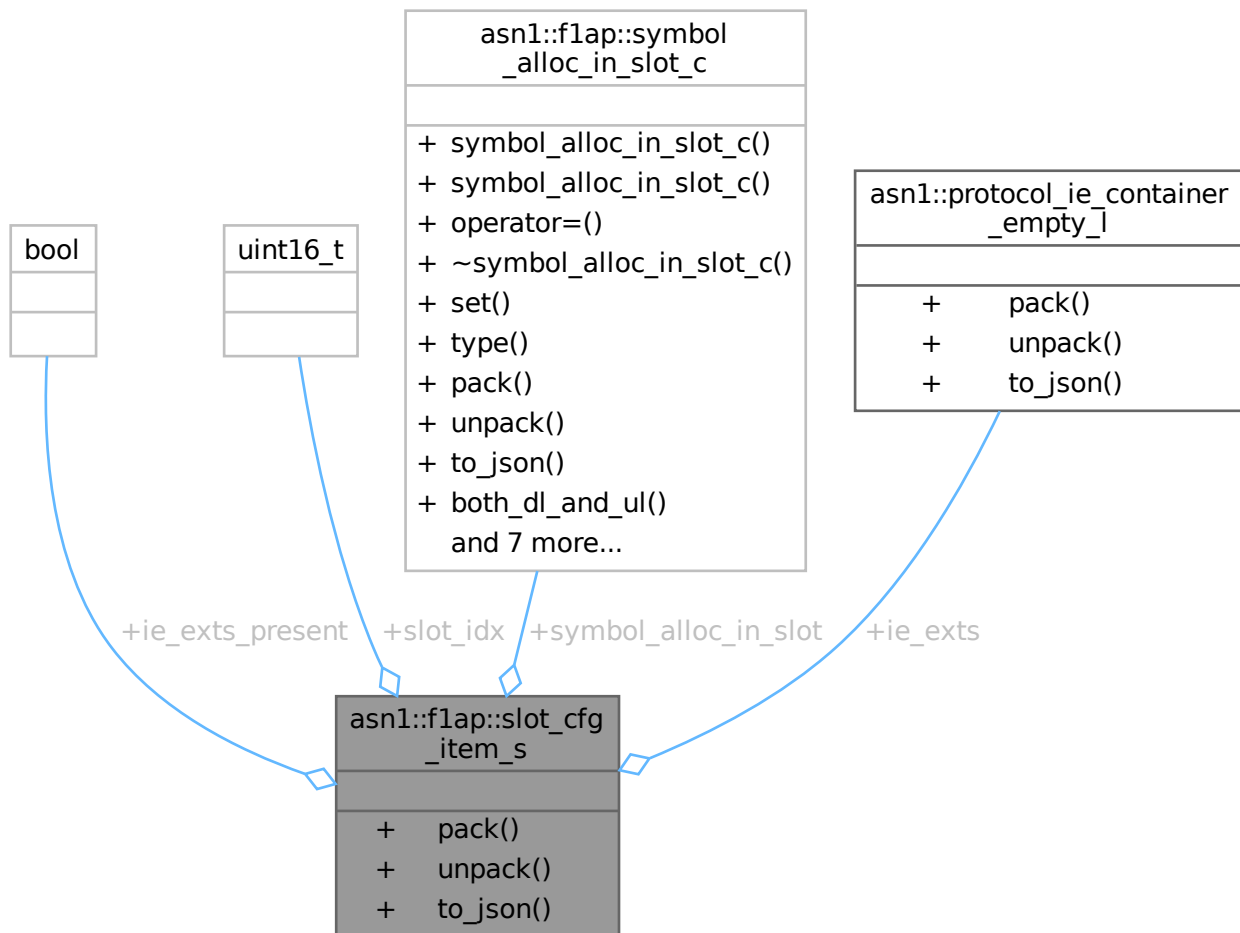 asn1::f1ap::symbol
_alloc_in_slot_c
+ symbol_alloc_in_slot_c()
+ symbol_alloc_in_slot_c()
+ operator=()
+ ~symbol_alloc_in_slot_c()
+ set()
+ type()
+ pack()
+ unpack()
+ to_json()
+ both_dl_and_ul()
and 7 more...
asn1::protocol_ie_container
_empty_l
+ pack()
+ unpack()
+ to_json()
bool
uint16_t
+ie_exts_present
+slot_idx
+symbol_alloc_in_slot
+ie_exts
asn1::f1ap::slot_cfg
_item_s
+ pack()
+ unpack()
+ to_json()